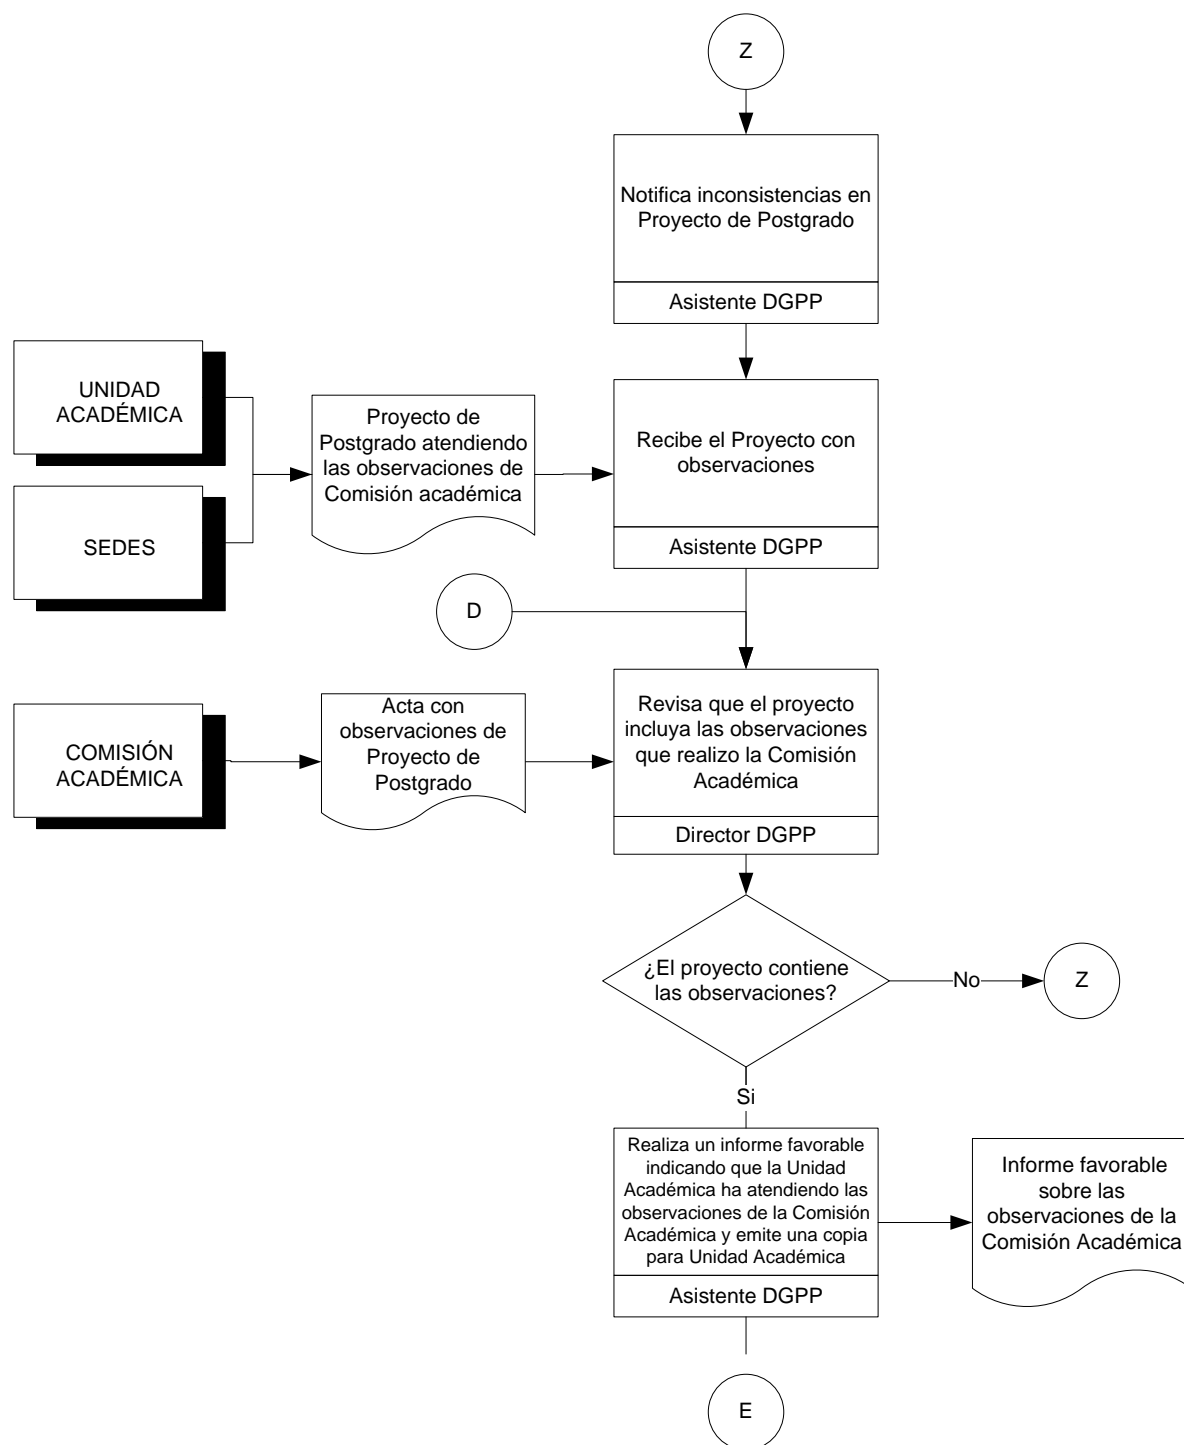 Z
Notifica inconsistencias en
Proyecto de Postgrado
Asistente DGPP
UNIDAD
ACADÉMICA
SEDES
Proyecto de
Postgrado atendiendo
las observaciones de
Comisión académica
Recibe el Proyecto con
observaciones
Asistente DGPP
D
COMISIÓN
ACADÉMICA
Acta con
observaciones de
Proyecto de
Postgrado
Revisa que el proyecto
incluya las observaciones
que realizo la Comisión
Académica
Director DGPP
¿El proyecto contiene
las observaciones?
No
Z
Si
Realiza un informe favorable
indicando que la Unidad
Académica ha atendiendo las
observaciones de la Comisión
Académica y emite una copia
para Unidad Académica
Asistente DGPP
Informe favorable
sobre las
observaciones de la
Comisión Académica
E